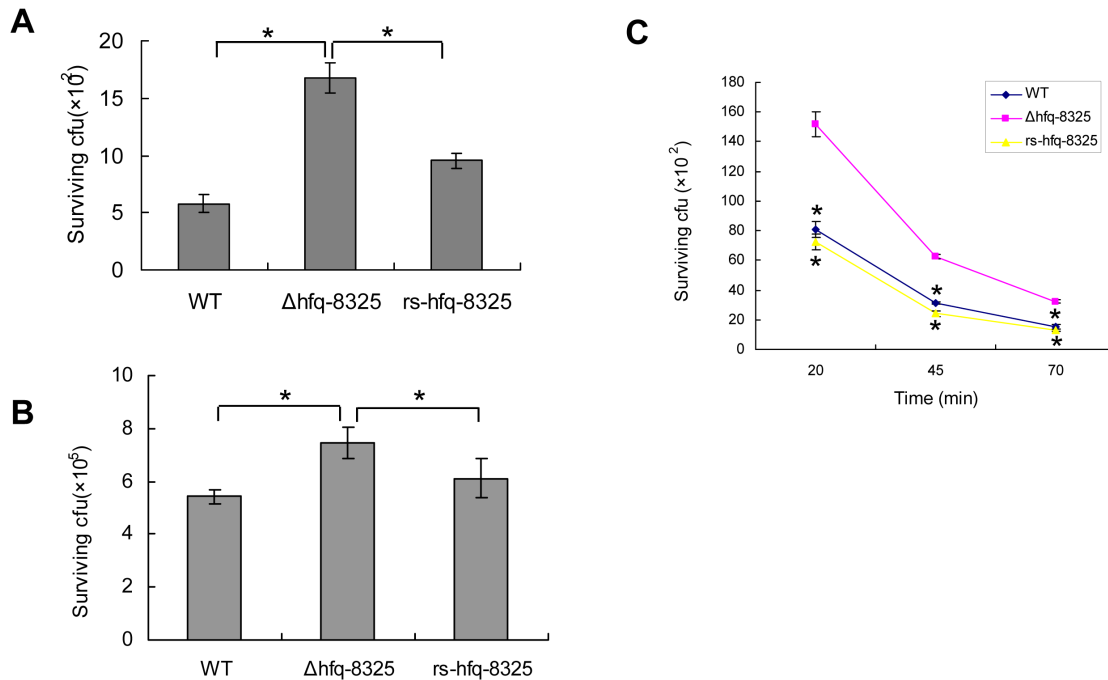 A
Surviving cfu(×10²)
20
15
10
5
0
*
*
WT
Δhfq-8325
rs-hfq-8325
B
Surviving cfu(×10⁵)
10
8
6
4
2
0
*
*
WT
Δhfq-8325
rs-hfq-8325
C
Surviving cfu (×10⁻²)
180
160
140
120
100
80
60
40
20
0
WT
Δhfq-8325
rs-hfq-8325
*
*
*
*
*
*
20
45
70
Time (min)